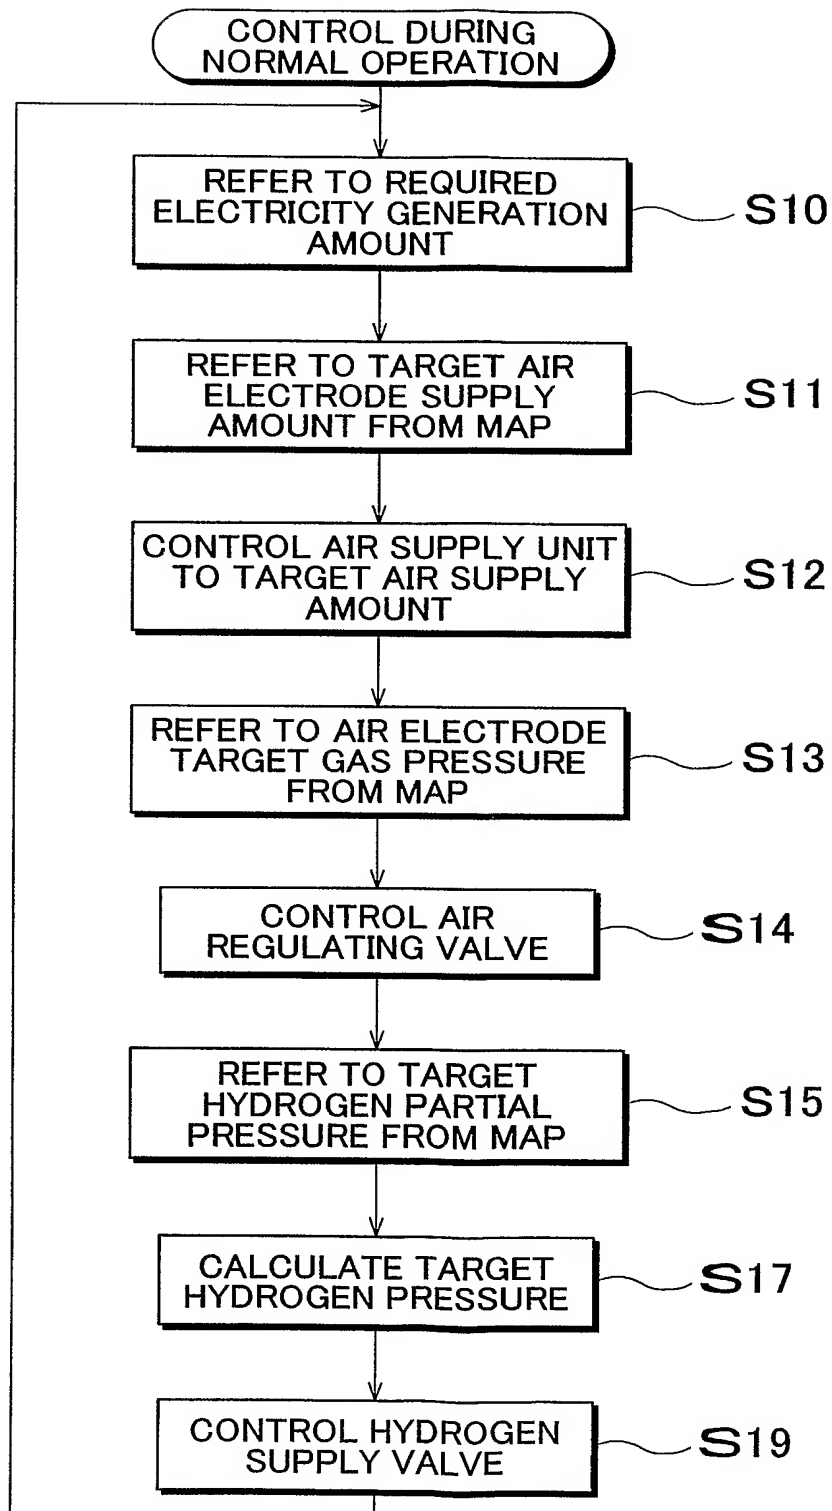 CONTROL DURING
NORMAL OPERATION
REFER TO REQUIRED
ELECTRICITY GENERATION
AMOUNT
S10
REFER TO TARGET AIR
ELECTRODE SUPPLY
AMOUNT FROM MAP
S11
CONTROL AIR SUPPLY UNIT
TO TARGET AIR SUPPLY
AMOUNT
S12
REFER TO AIR ELECTRODE
TARGET GAS PRESSURE
FROM MAP
S13
CONTROL AIR
REGULATING VALVE
S14
REFER TO TARGET
HYDROGEN PARTIAL
PRESSURE FROM MAP
S15
CALCULATE TARGET
HYDROGEN PRESSURE
S17
CONTROL HYDROGEN
SUPPLY VALVE
S19